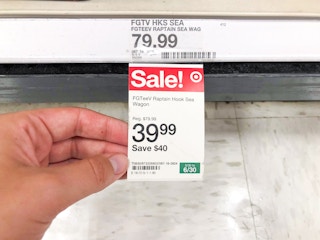 FGTV HKS SEA
FGTEEV RAPTAIN SEA WAG
79.99
Sale!
FGTeeV Raptain Hook Sea
Wagon
Reg $79.99
39.99
Save $40
6/30